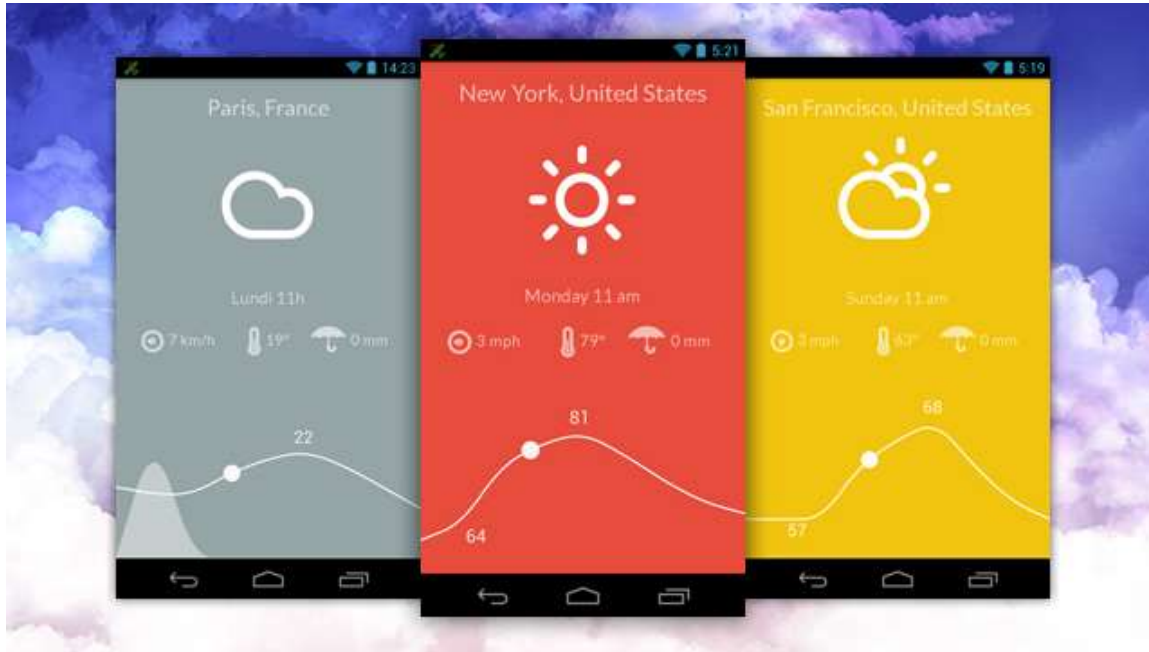 14:23
Paris, France
Lundi 11h
7 km/h 19° 0 mm
22
5:21
New York, United States
Monday 11 am
3 mph 79° 0 mm
81
64
5:19
San Francisco, United States
Sunday 11 am
3 mph 63° 0 mm
68
57